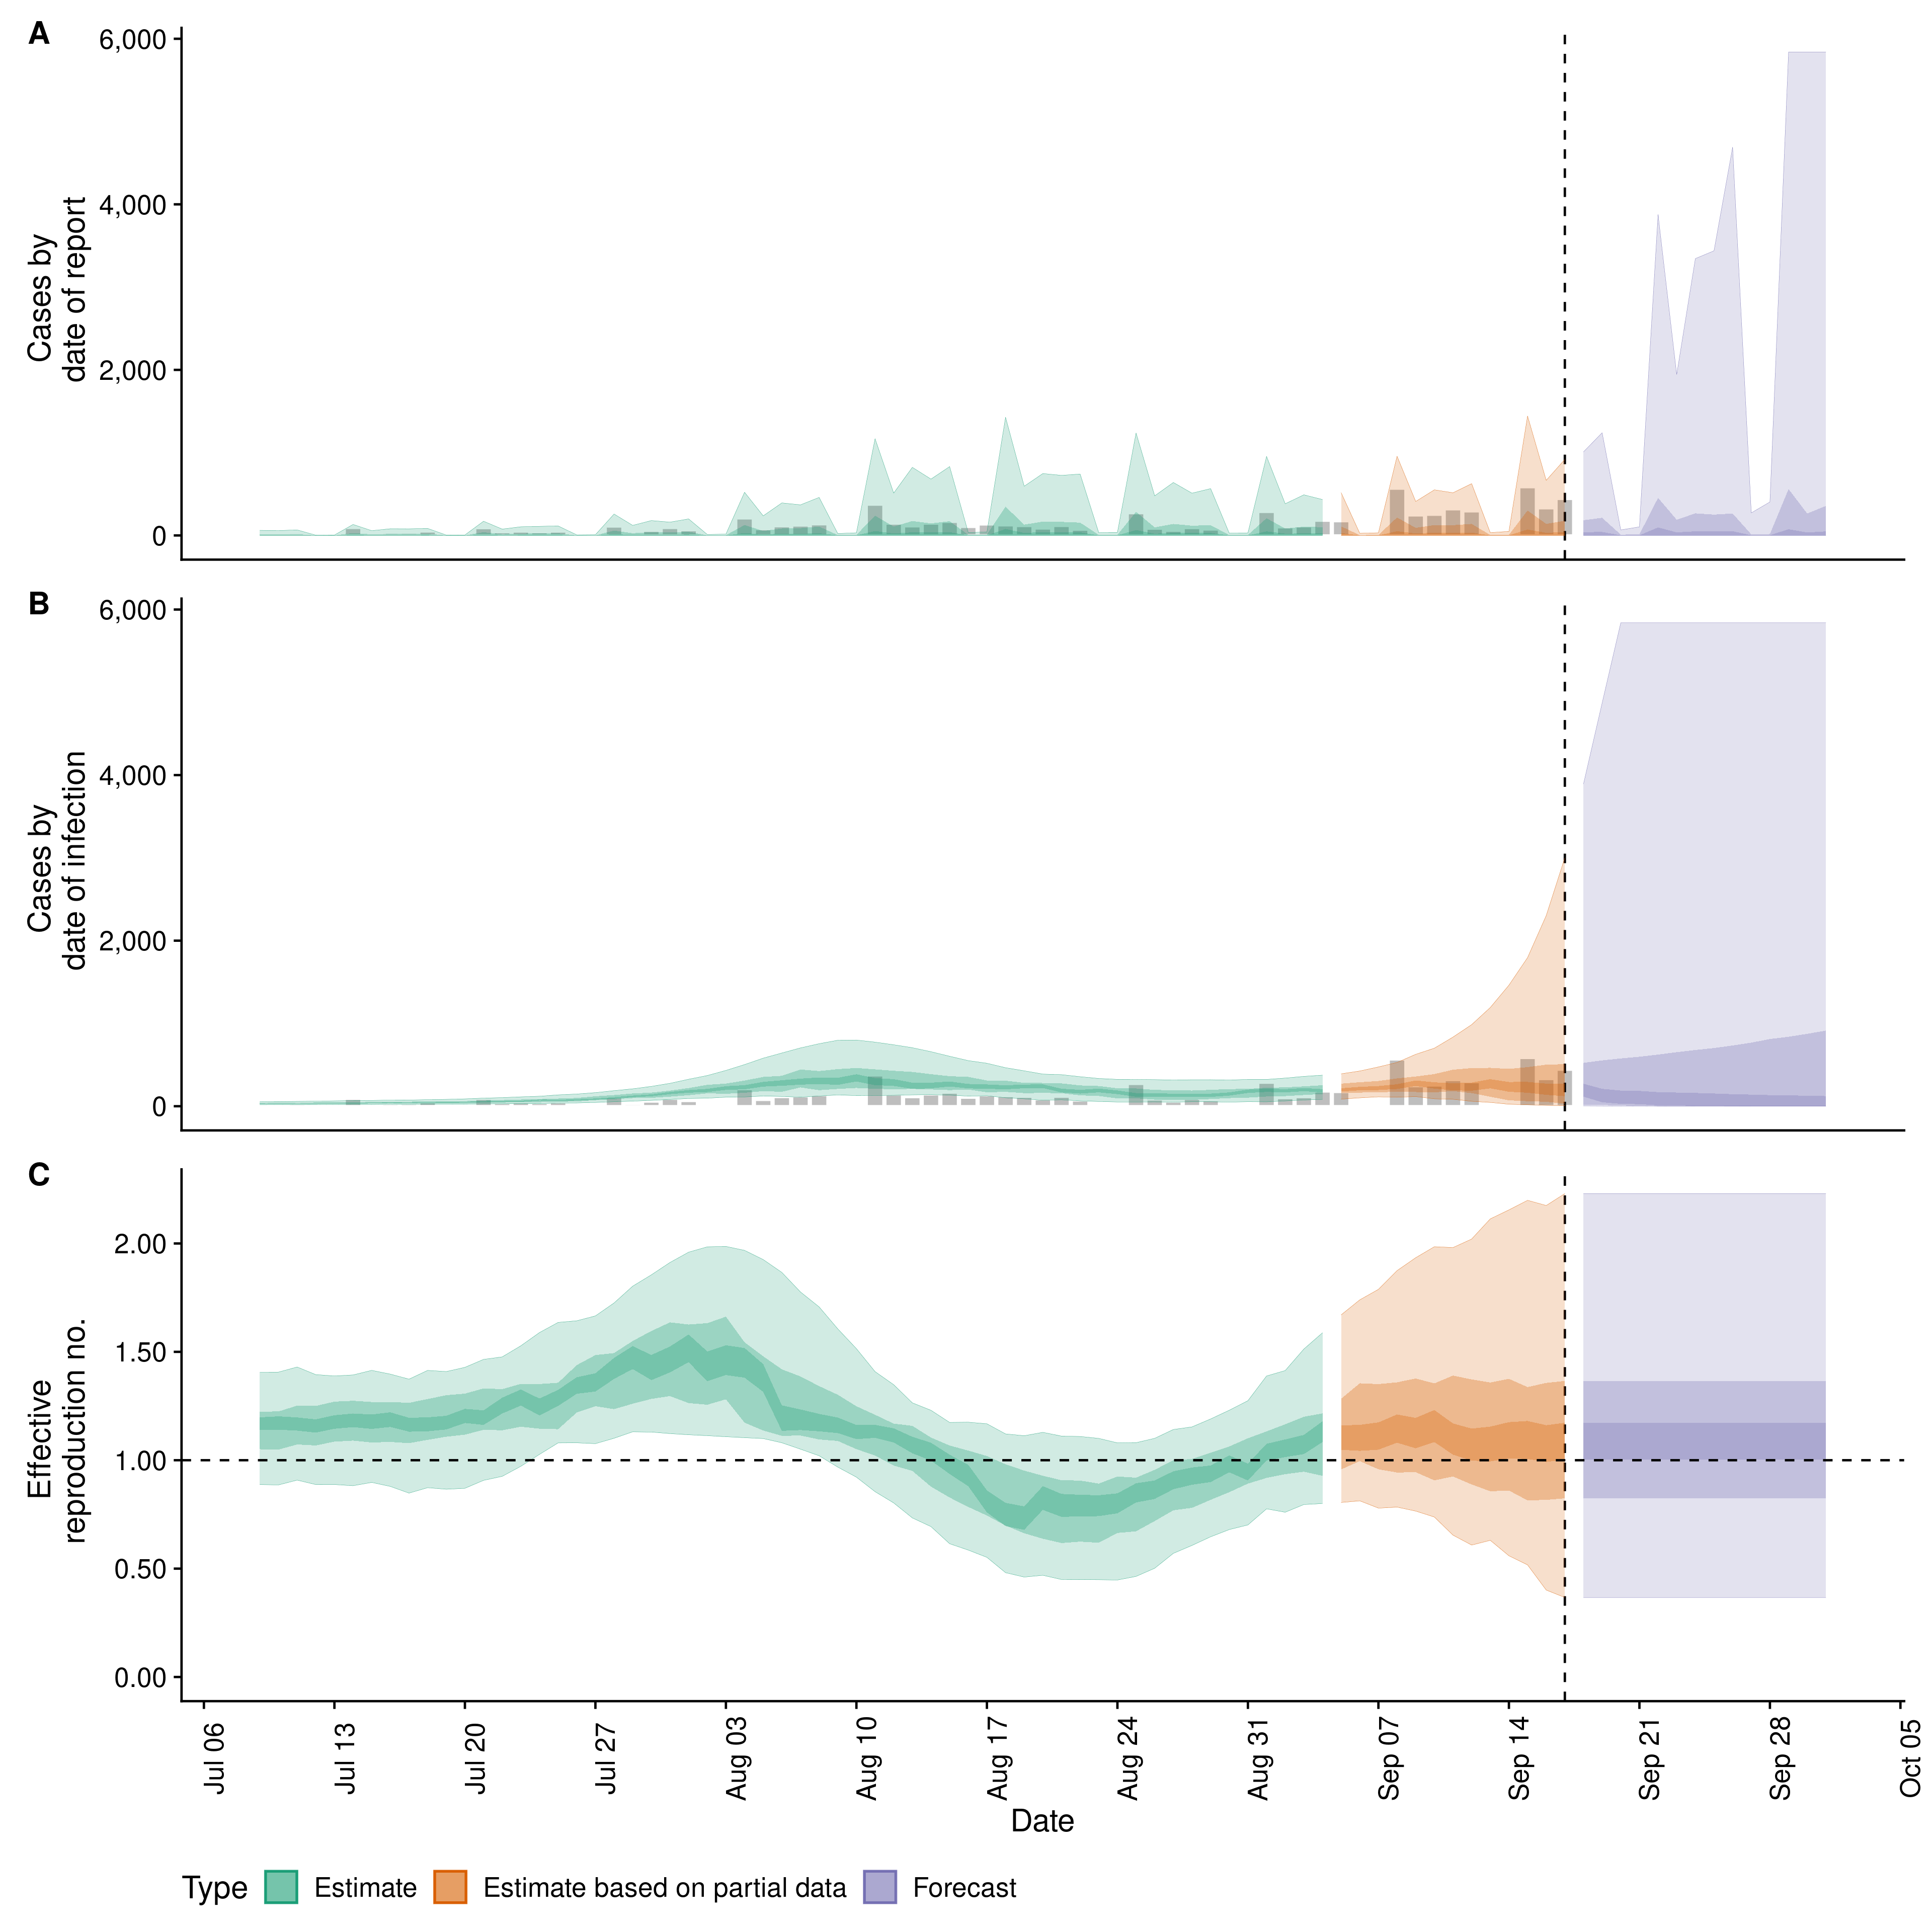 A
6,000
4,000
2,000
0
Cases by
date of report
B
6,000
4,000
2,000
0
Cases by
date of infection
C
2.00
1.50
1.00
0.50
0.00
Effective
reproduction no.
Jul 06
Jul 13
Jul 20
Jul 27
Aug 03
Aug 10
Aug 17
Aug 24
Aug 31
Sep 07
Sep 14
Sep 21
Sep 28
Oct 05
Date
Type Estimate Estimate based on partial data Forecast